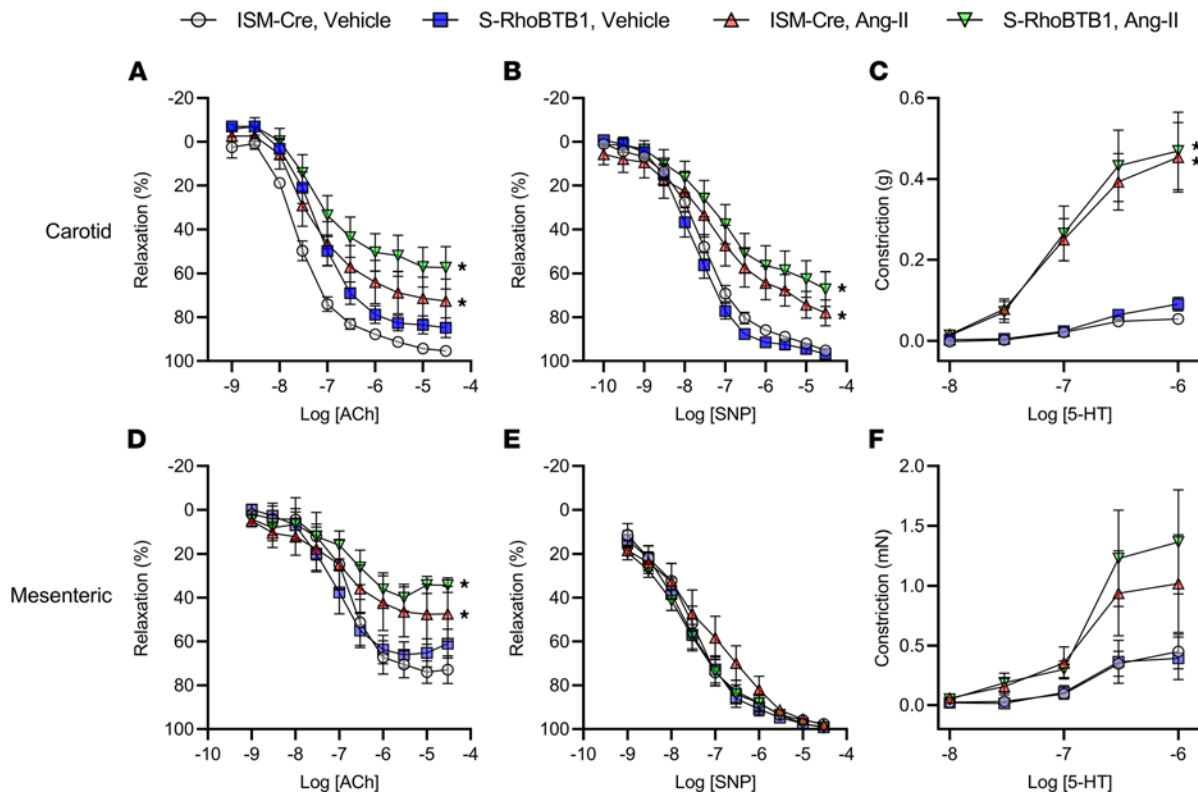 ISM-Cre, Vehicle S-RhoBTB1, Vehicle ISM-Cre, Ang-II S-RhoBTB1, Ang-II
A
Carotid
Relaxation (%)
-20
0
20
40
60
80
100
*
*
-9 -8 -7 -6 -5 -4
Log [ACh]
B
Relaxation (%)
-20
0
20
40
60
80
100
*
*
-10 -9 -8 -7 -6 -5 -4
Log [SNP]
C
Constriction (g)
0.6
0.4
0.2
0.0
*
*
-8 -7 -6
Log [5-HT]
D
Mesenteric
Relaxation (%)
-20
0
20
40
60
80
100
*
*
-10 -9 -8 -7 -6 -5 -4
Log [ACh]
E
Relaxation (%)
-20
0
20
40
60
80
100
-10 -9 -8 -7 -6 -5 -4
Log [SNP]
F
Constriction (mN)
2.0
1.5
1.0
0.5
0.0
-8 -7 -6
Log [5-HT]